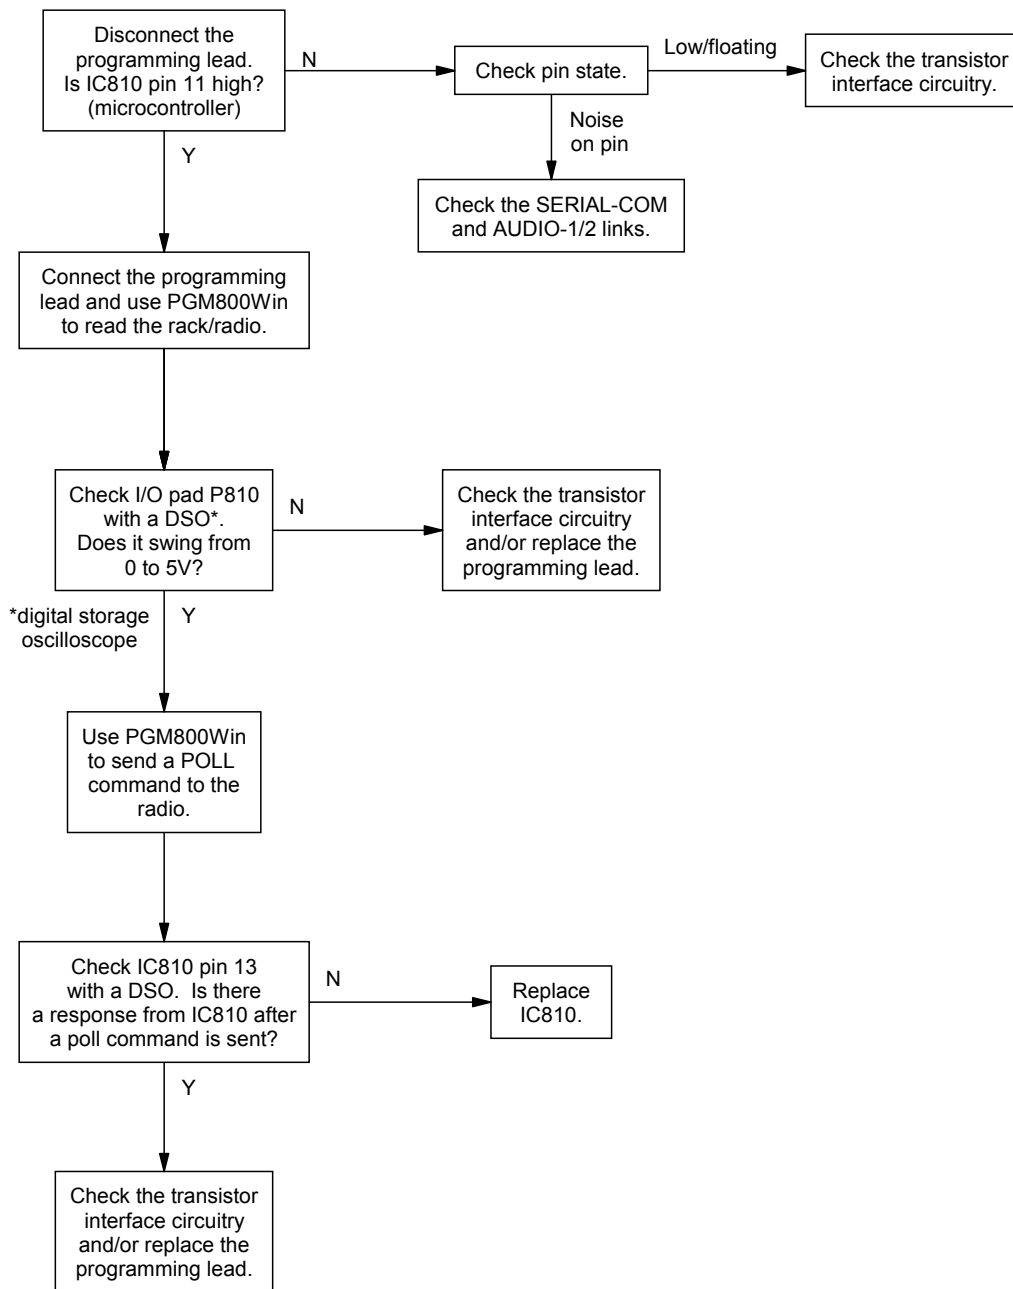 Disconnect the
programming lead.
Is IC810 pin 11 high?
(microcontroller)
N
Check pin state.
Low/floating
Check the transistor
interface circuitry.
Noise
on pin
Y
Check the SERIAL-COM
and AUDIO-1/2 links.
Connect the programming
lead and use PGM800Win
to read the rack/radio.
Check I/O pad P810
with a DSO*.
Does it swing from
0 to 5V?
N
Check the transistor
interface circuitry
and/or replace the
programming lead.
*digital storage
oscilloscope
Y
Use PGM800Win
to send a POLL
command to the
radio.
Check IC810 pin 13
with a DSO.  Is there
a response from IC810 after
a poll command is sent?
N
Replace
IC810.
Y
Check the transistor
interface circuitry
and/or replace the
programming lead.